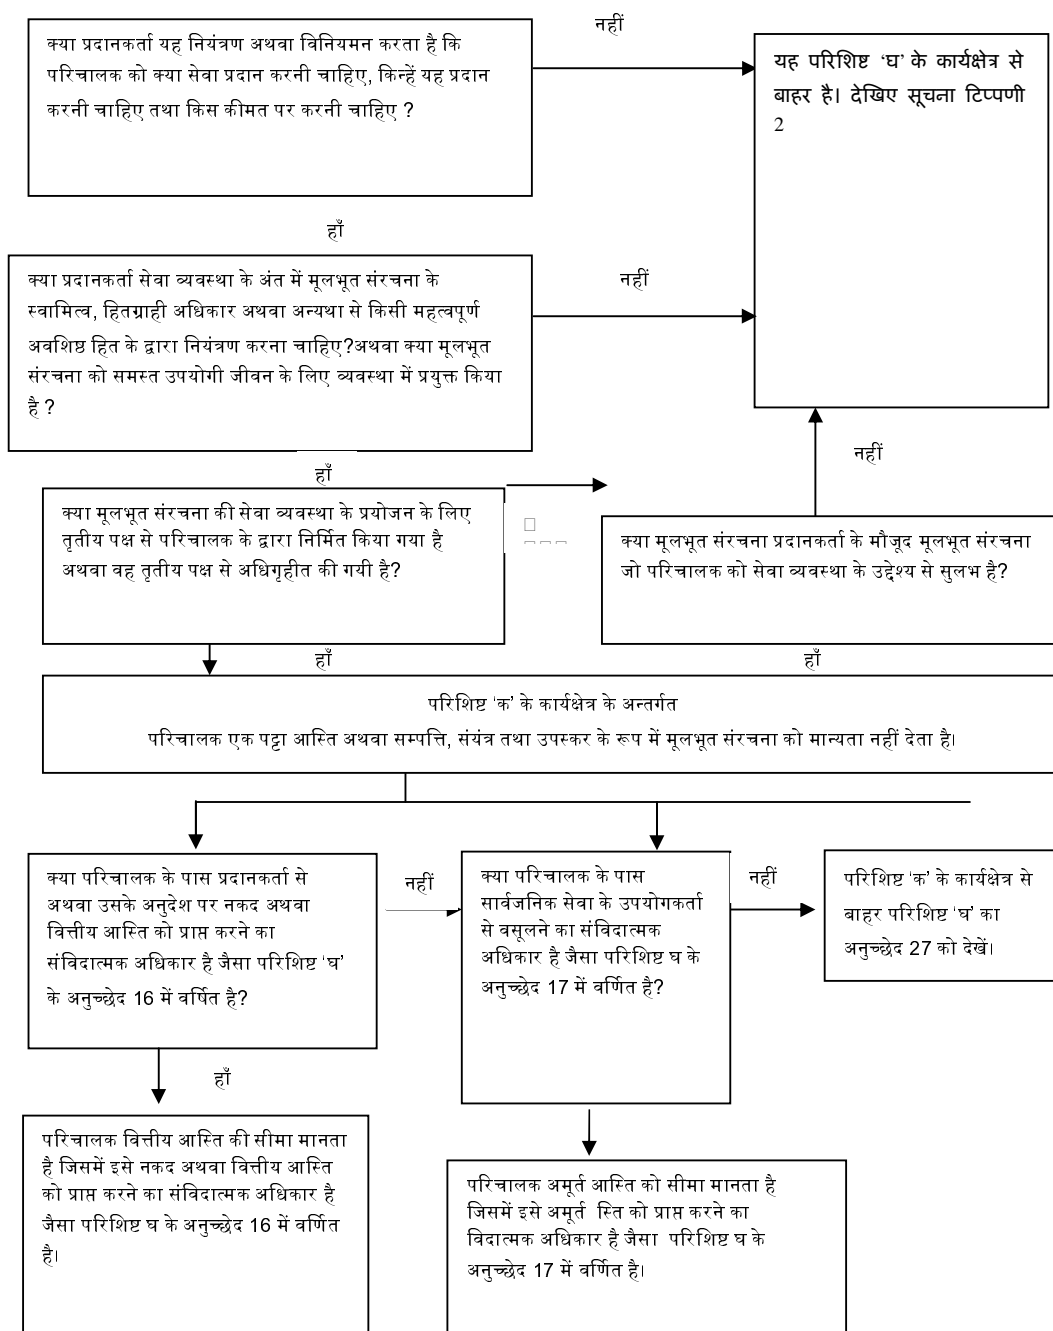 नहीं
क्या प्रदानकर्ता यह नियंत्रण अथवा विनियमन करता है कि
परिचालक को क्या सेवा प्रदान करनी चाहिए, किन्हें यह प्रदान
करनी चाहिए तथा किस कीमत पर करनी चाहिए ?
यह परिशिष्ट ‘घ’ के कार्यक्षेत्र से
बाहर है। देखिए सूचना टिप्पणी
2
हाँ
क्या प्रदानकर्ता सेवा व्यवस्था के अंत में मूलभूत संरचना के
स्वामित्व, हितग्राही अधिकार अथवा अन्यथा से किसी महत्वपूर्ण
अवशिष्ठ हित के द्वारा नियंत्रण करना चाहिए?अथवा क्या मूलभूत
संरचना को समस्त उपयोगी जीवन के लिए व्यवस्था में प्रयुक्त किया
है ?
नहीं
हाँ
नहीं
क्या मूलभूत संरचना की सेवा व्यवस्था के प्रयोजन के लिए
तृतीय पक्ष से परिचालक के द्वारा निर्मित किया गया है
अथवा वह तृतीय पक्ष से अधिगृहीत की गयी है?
क्या मूलभूत संरचना प्रदानकर्ता के मौजूद मूलभूत संरचना
जो परिचालक को सेवा व्यवस्था के उद्देश्य से सुलभ है?
हाँ
हाँ
परिशिष्ट ‘क’ के कार्यक्षेत्र के अन्तर्गत
परिचालक एक पट्टा आस्ति अथवा सम्पत्ति, संयंत्र तथा उपस्कर के रूप में मूलभूत संरचना को मान्यता नहीं देता है।
क्या परिचालक के पास प्रदानकर्ता से
अथवा उसके अनुदेश पर नकद अथवा
वित्तीय आस्ति को प्राप्त करने का
संविदात्मक अधिकार है जैसा परिशिष्ट ‘घ’
के अनुच्छेद 16 में वर्षित है?
नहीं
क्या परिचालक के पास
सार्वजनिक सेवा के उपयोगकर्ता
से वसूलने का संविदात्मक
अधिकार है जैसा परिशिष्ट घ के
अनुच्छेद 17 में वर्णित है?
नहीं
परिशिष्ट ‘क’ के कार्यक्षेत्र से
बाहर परिशिष्ट ‘घ’ का
अनुच्छेद 27 को देखें।
हाँ
परिचालक वित्तीय आस्ति की सीमा मानता
है जिसमें इसे नकद अथवा वित्तीय आस्ति
को प्राप्त करने का संविदात्मक अधिकार है
जैसा परिशिष्ट घ के अनुच्छेद 16 में वर्णित
है।
परिचालक अमूर्त आस्ति को सीमा मानता है
जिसमें इसे अमूर्त स्ति को प्राप्त करने का
विदात्मक अधिकार है जैसा परिशिष्ट घ के
अनुच्छेद 17 में वर्णित है।